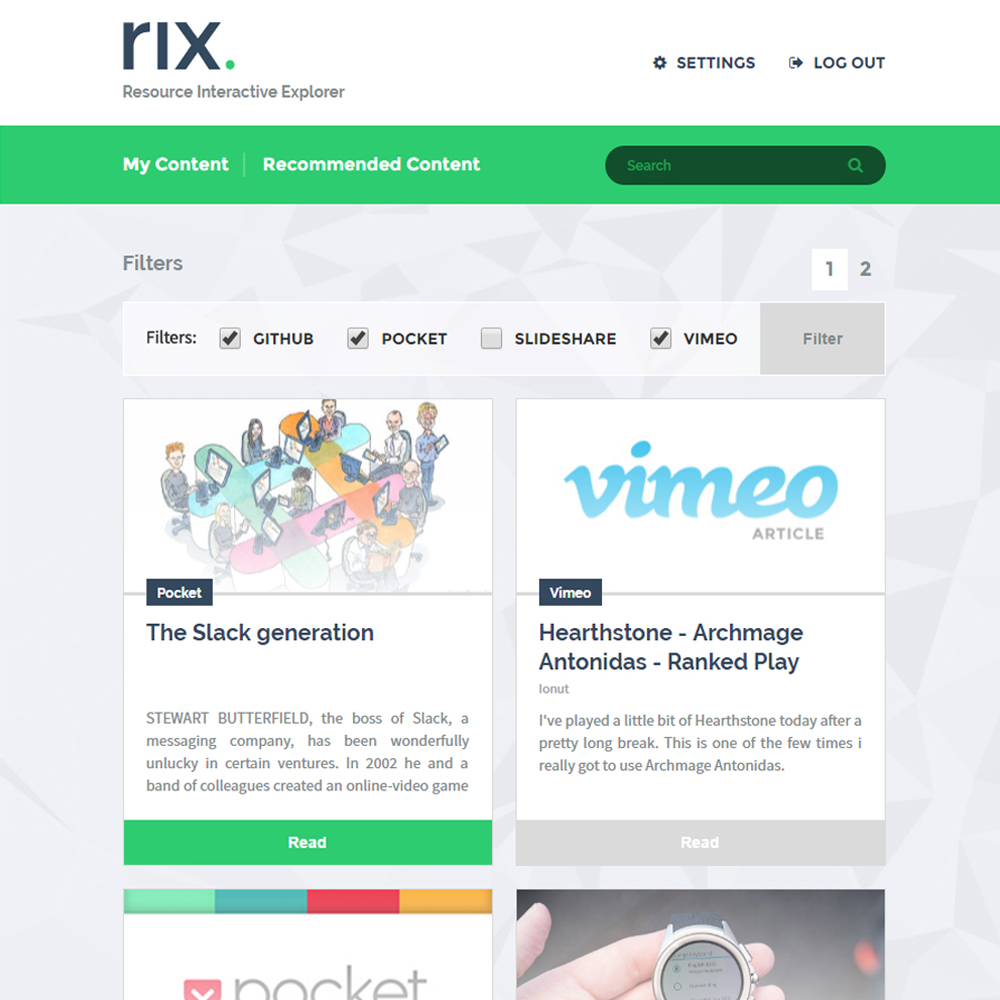 rix.
Resource Interactive Explorer
SETTINGS
LOG OUT
My Content
Recommended Content
Search
Filters
1 2
Filters: GITHUB POCKET SLIDESHARE VIMEO
Filter
Pocket
The Slack generation
STEWART BUTTERFIELD, the boss of Slack, a
messaging company, has been wonderfully
unlucky in certain ventures. In 2002 he and a
band of colleagues created an online-video game
Read
vimeo
ARTICLE
Vimeo
Hearthstone - Archmage
Antonidas - Ranked Play
Ionut
I've played a little bit of Hearthstone today after a
pretty long break. This is one of the few times i
really got to use Archmage Antonidas.
Read
pocket